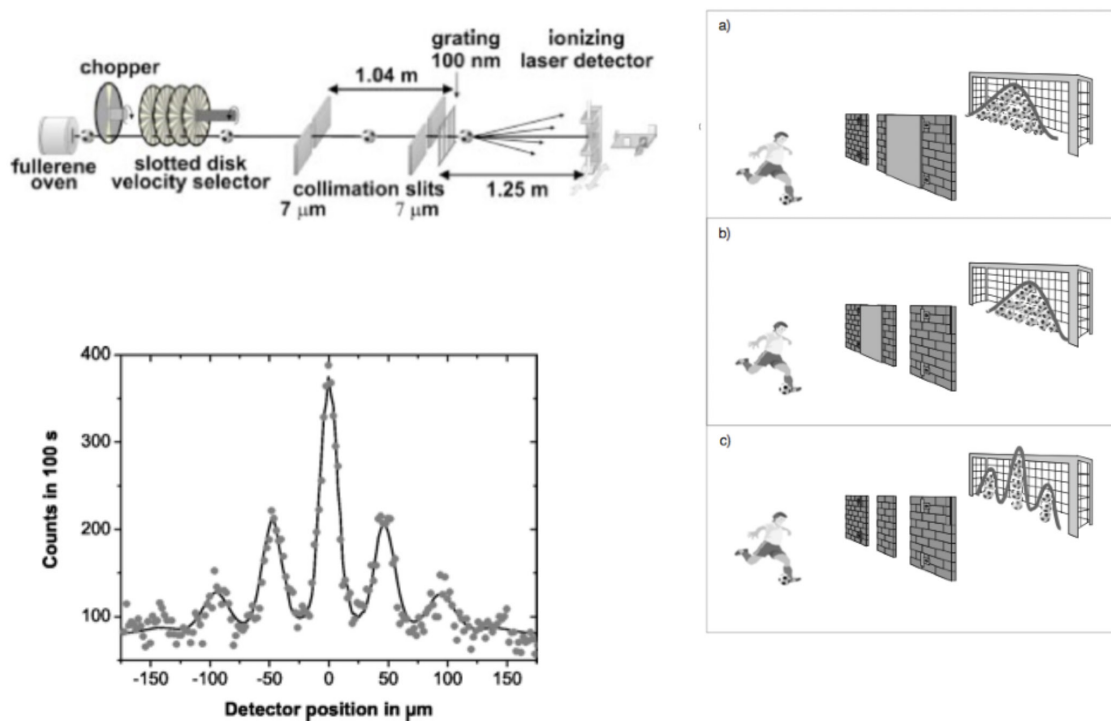 grating
100 nm
ionizing
laser detector
chopper
1.04 m
fullerene
oven
slotted disk
velocity selector
collimation slits
7 μm
7 μm
1.25 m
Counts in 100 s
400
300
200
100
-150
-100
-50
0
50
100
150
Detector position in µm
a)
b)
c)